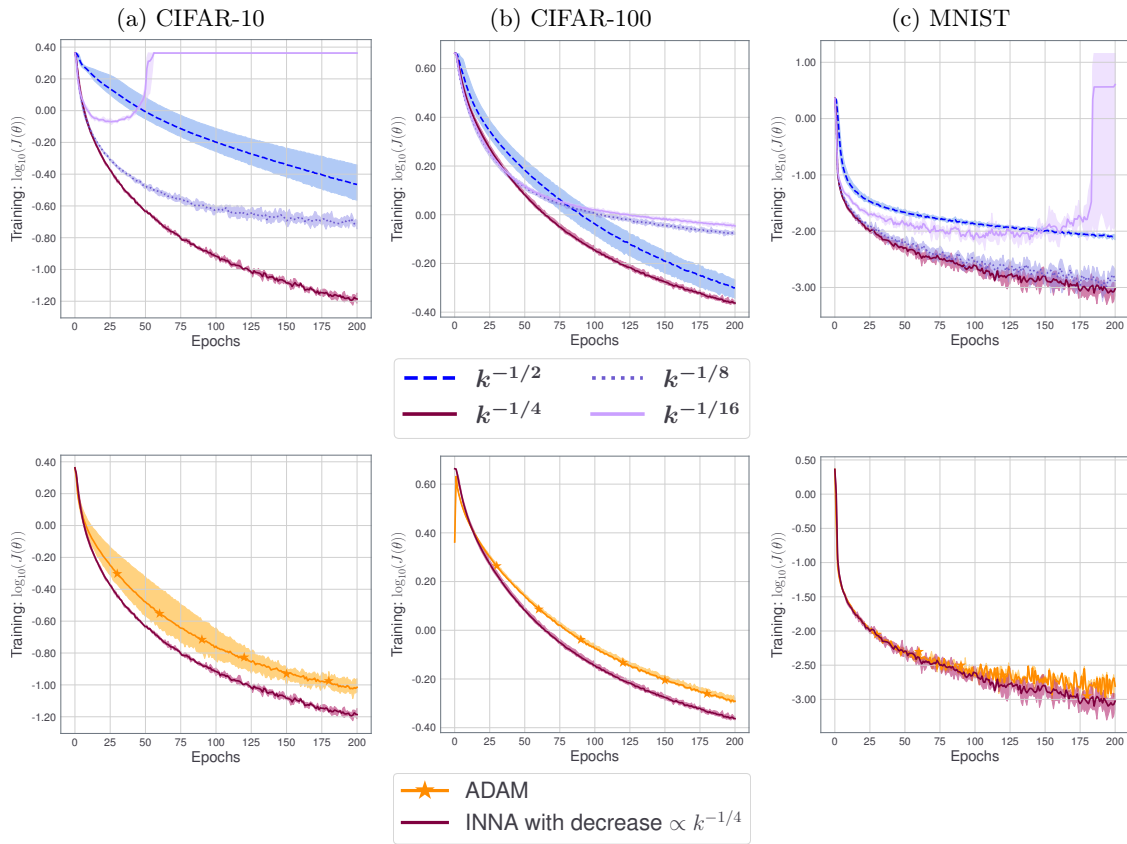 (a) CIFAR-10
(b) CIFAR-100
(c) MNIST
Training: log₁₀(J(θ))
0.40
0.20
0.00
-0.20
-0.40
-0.60
-0.80
-1.00
-1.20
0 25 50 75 100 125 150 175 200
Epochs
Training: log₁₀(J(θ))
0.60
0.40
0.20
0.00
-0.20
-0.40
0 25 50 75 100 125 150 175 200
Epochs
Training: log₁₀(J(θ))
1.00
0.00
-1.00
-2.00
-3.00
0 25 50 75 100 125 150 175 200
Epochs
k^{-1/2} k^{-1/8}
k^{-1/4} k^{-1/16}
Training: log₁₀(J(θ))
0.40
0.20
0.00
-0.20
-0.40
-0.60
-0.80
-1.00
-1.20
0 25 50 75 100 125 150 175 200
Epochs
Training: log₁₀(J(θ))
0.60
0.40
0.20
0.00
-0.20
-0.40
0 25 50 75 100 125 150 175 200
Epochs
Training: log₁₀(J(θ))
0.50
0.00
-0.50
-1.00
-1.50
-2.00
-2.50
-3.00
0 25 50 75 100 125 150 175 200
Epochs
ADAM
INNA with decrease ∝ k^{-1/4}